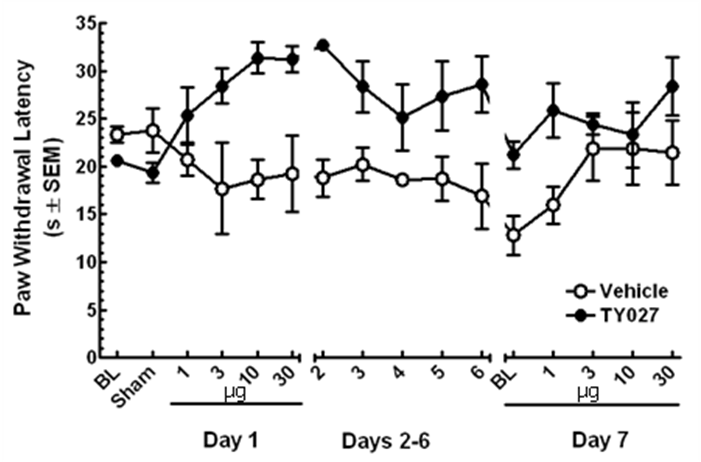 Paw Withdrawal Latency
(s ± SEM)
35
30
25
20
15
10
5
0
Vehicle
TY027
BL Sham 1 3 10 30 2 3 4 5 6 BL 1 3 10 30
µg µg
Day 1 Days 2-6 Day 7